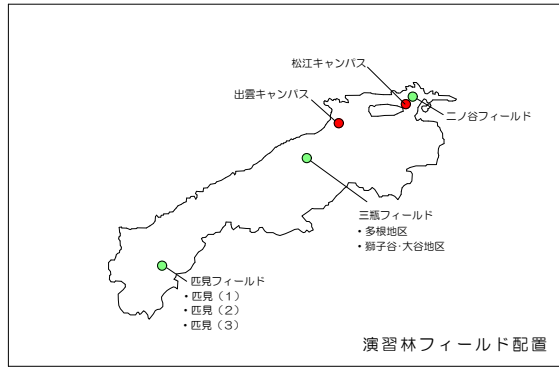 松江キャンパス
出雲キャンパス
二ノ谷フィールド
三瓶フィールド
・多根地区
・獅子谷･大谷地区
匹見フィールド
・匹見（１）
・匹見（２）
・匹見（３）
演習林フィールド配置